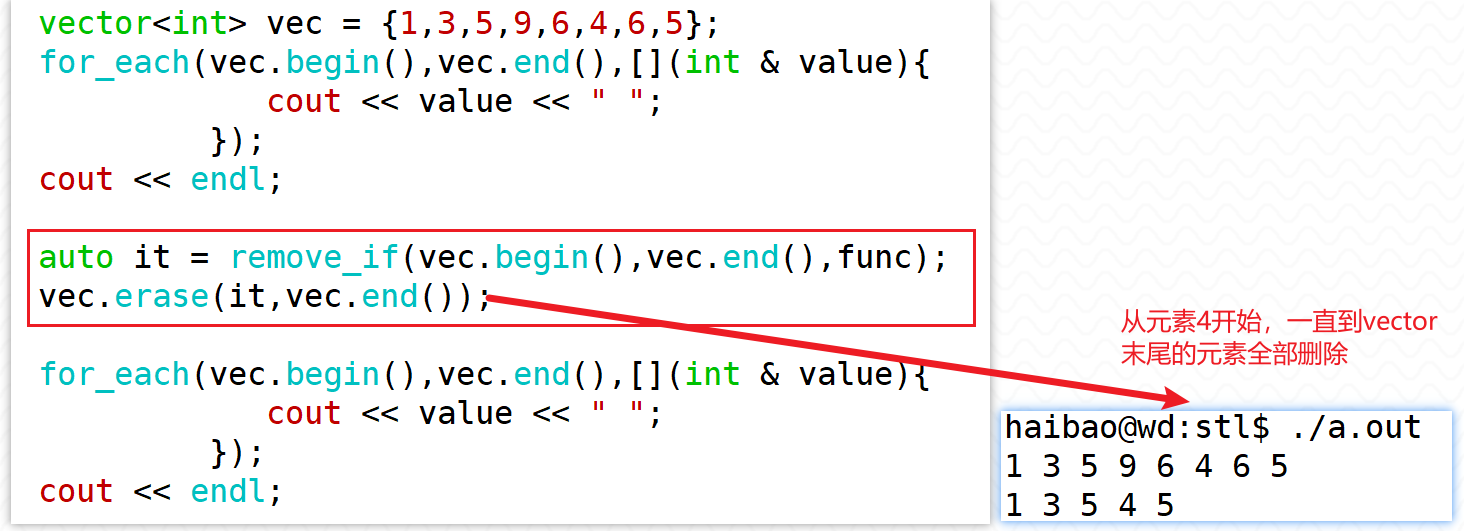 vector<int> vec = {1,3,5,9,6,4,6,5};
for_each(vec.begin(),vec.end(),[](int & value){
cout << value << " ";
});
cout << endl;
auto it = remove_if(vec.begin(),vec.end(),func);
vec.erase(it,vec.end());
for_each(vec.begin(),vec.end(),[](int & value){
cout << value << " ";
});
cout << endl;
从元素4开始，一直到vector
末尾的元素全部删除
haibao@wd:stl$ ./a.out
1 3 5 9 6 4 6 5
1 3 5 4 5